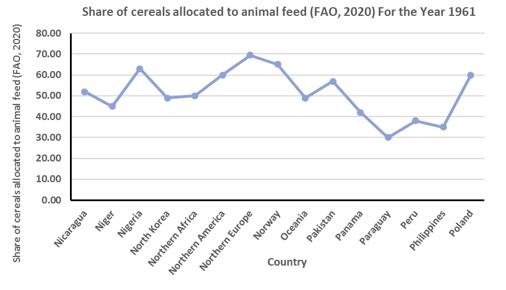 Share of cereals allocated to animal feed (FAO, 2020) For the Year 1961
Share of cereals allocated to animal feed (FAO, 2020)
80.00
70.00
60.00
50.00
40.00
30.00
20.00
10.00
0.00
Nicaragua
Niger
Nigeria
North Korea
Northern Africa
Northern America
Northern Europe
Norway
Oceania
Pakistan
Panama
Paraguay
Peru
Philippines
Poland
Country